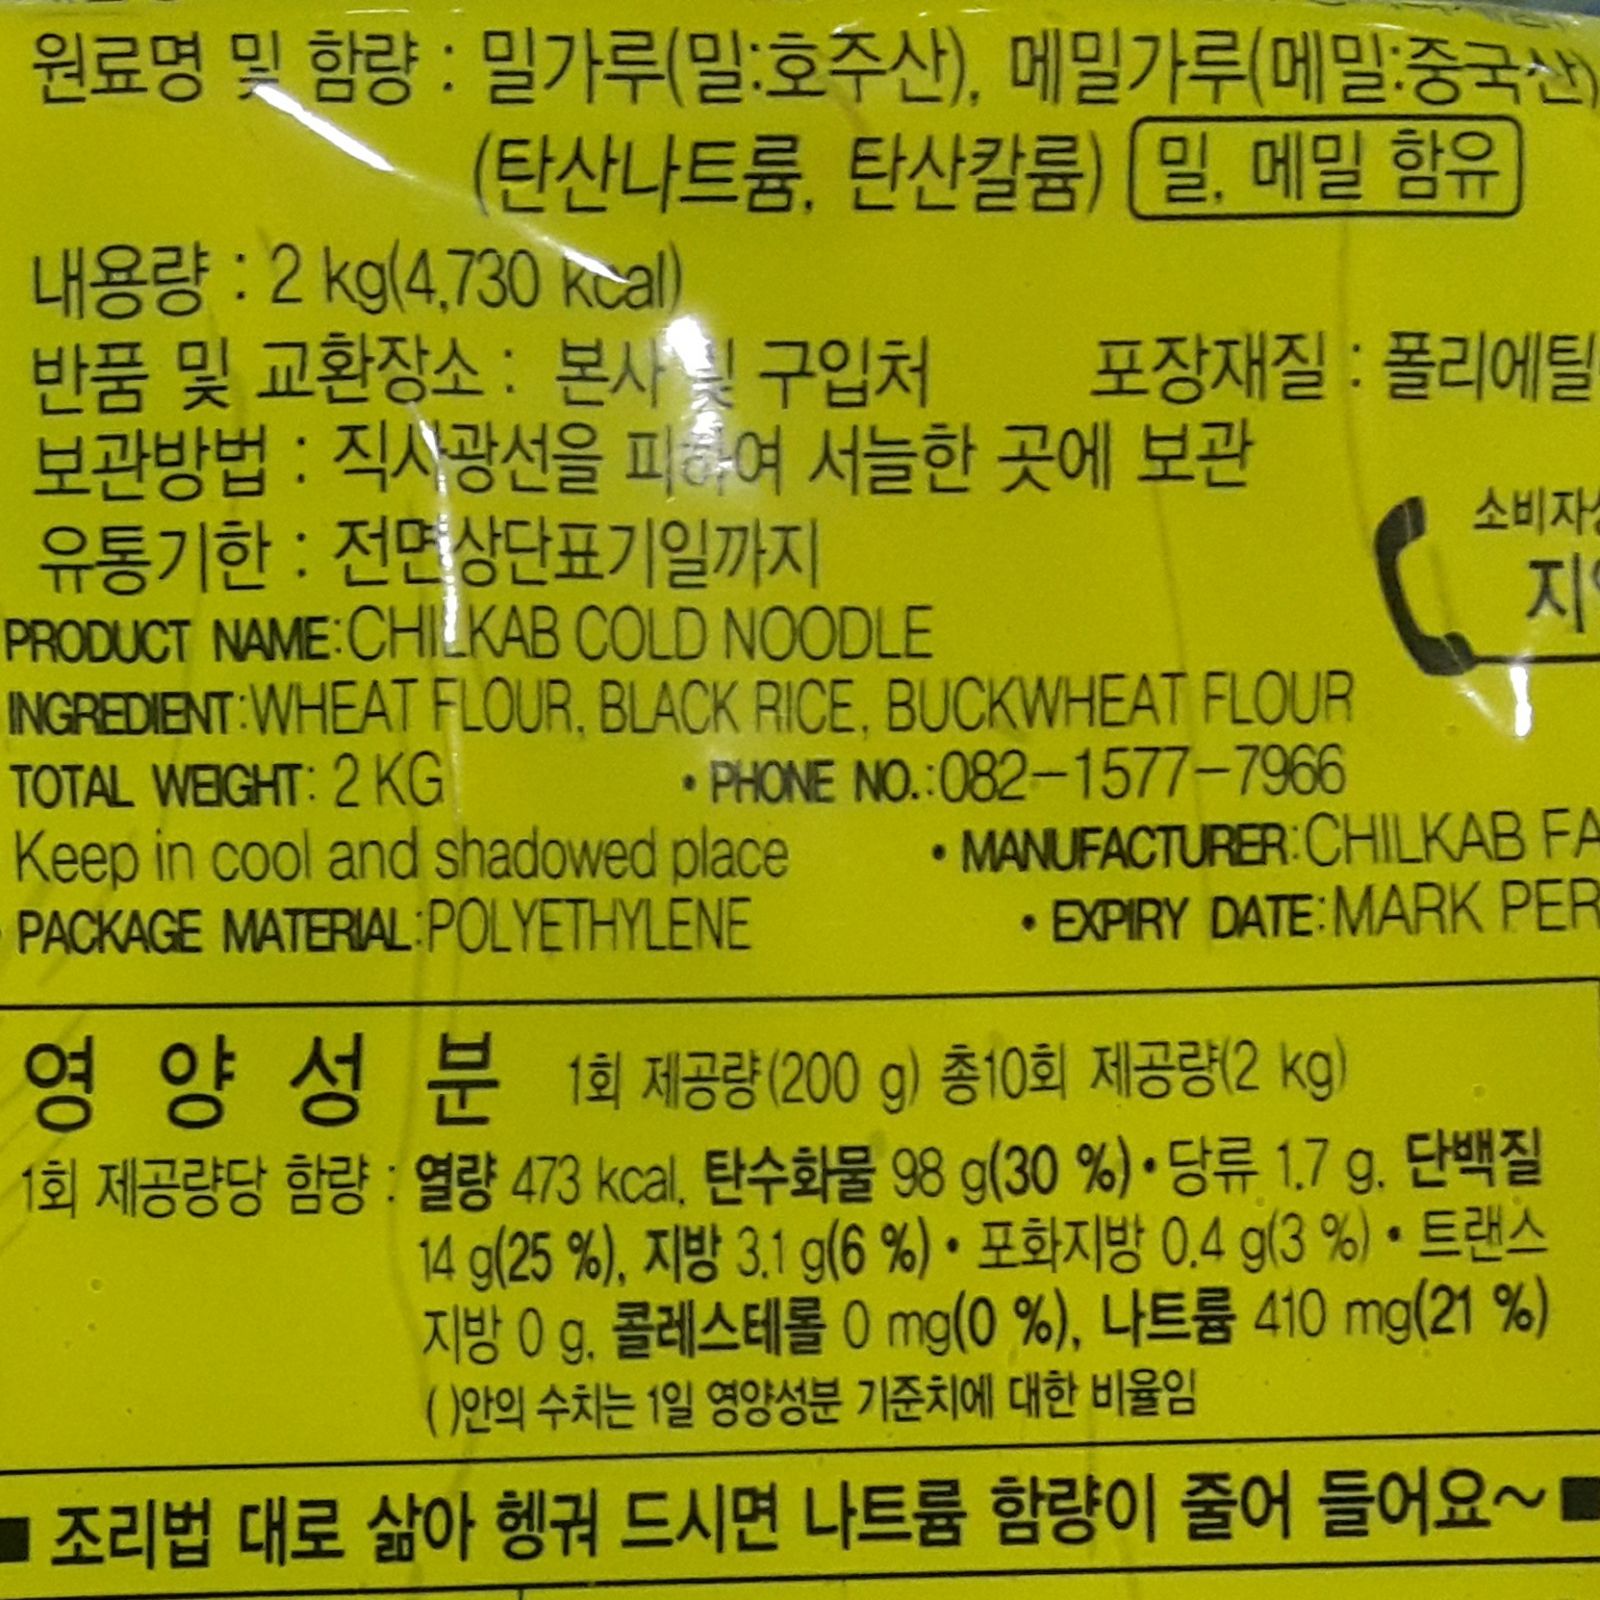 원료명 및 함량 : 밀가루(밀:호주산), 메밀가루(메밀:중국산)
(탄산나트륨, 탄산칼륨) 밀, 메밀 함유
내용량 : 2 kg(4,730 kcal)
반품 및 교환장소 : 본사 및 구입처 포장재질 : 폴리에틸
보관방법 : 직사광선을 피하여 서늘한 곳에 보관
유통기한 : 전면상단표기일까지
소비자
PRODUCT NAME:CHILKAB COLD NOODLE
INGREDIENT:WHEAT FLOUR, BLACK RICE, BUCKWHEAT FLOUR
TOTAL WEIGHT: 2 KG • PHONE NO.:082-1577-7966
Keep in cool and shadowed place • MANUFACTURER:CHILKAB FA
PACKAGE MATERIAL:POLYETHYLENE • EXPIRY DATE:MARK PER
영 양 성 분 1회 제공량(200 g) 총10회 제공량(2 kg)
1회 제공량당 함량 : 열량 473 kcal, 탄수화물 98 g(30 %)•당류 1.7 g, 단백질
14 g(25 %), 지방 3.1 g(6 %)• 포화지방 0.4 g(3 %) • 트랜스
지방 0 g, 콜레스테롤 0 mg(0 %), 나트륨 410 mg(21 %)
( )안의 수치는 1일 영양성분 기준치에 대한 비율임
■ 조리법 대로 삶아 헹궈 드시면 나트륨 함량이 줄어 들어요~ ■